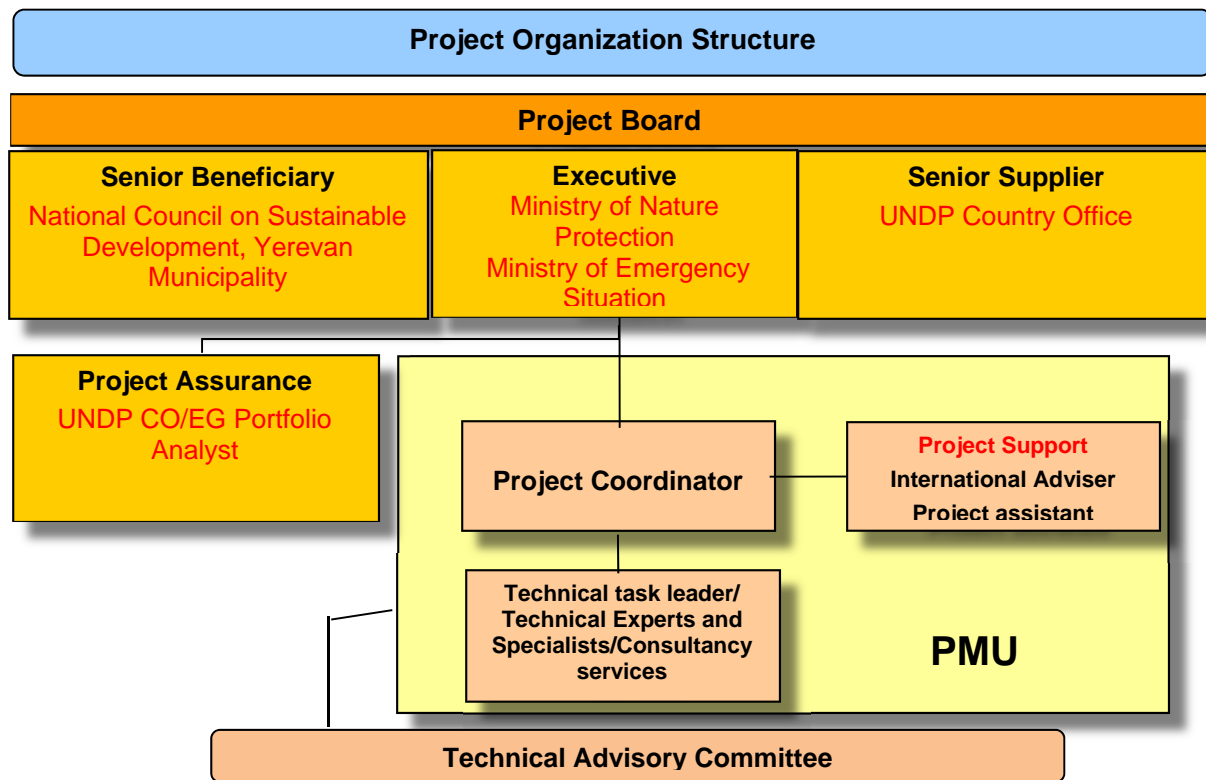 Project Organization Structure
Project Board
Senior Beneficiary
National Council on Sustainable
Development, Yerevan
Municipality
Executive
Ministry of Nature
Protection
Ministry of Emergency
Situation
Senior Supplier
UNDP Country Office
Project Assurance
UNDP CO/EG Portfolio
Analyst
Project Coordinator
Project Support
International Adviser
Project assistant
Technical task leader/
Technical Experts and
Specialists/Consultancy
services
PMU
Technical Advisory Committee